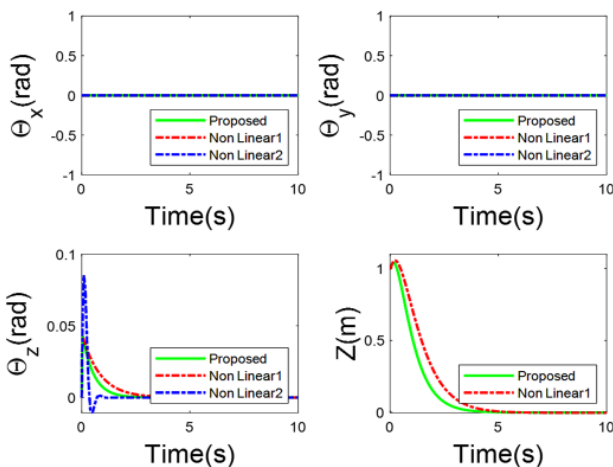 1
0.5
0
-0.5
-1
Θx(rad)
Proposed
Non Linear1
Non Linear2
0
5
10
Time(s)
1
0.5
0
-0.5
-1
Θy(rad)
Proposed
Non Linear1
Non Linear2
0
5
10
Time(s)
0.1
0.05
0
Θz(rad)
Proposed
Non Linear1
Non Linear2
0
5
10
Time(s)
1
0.5
0
Z(m)
Proposed
Non Linear1
0
5
10
Time(s)